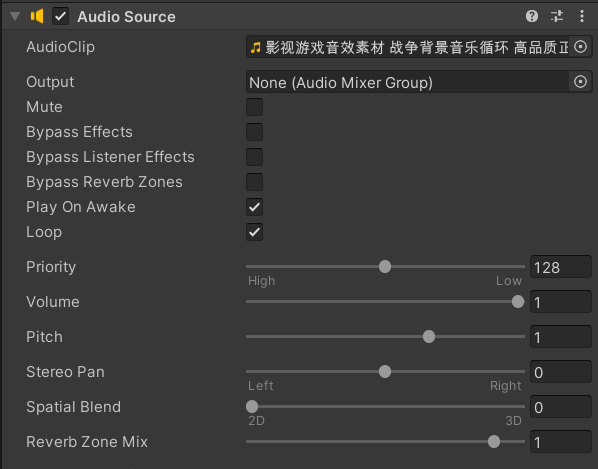 Audio Source
AudioClip 影视游戏音效素材 战争背景音乐循环 高品质正
Output None (Audio Mixer Group)
Mute
Bypass Effects
Bypass Listener Effects
Bypass Reverb Zones
Play On Awake
Loop
Priority 128
High Low
Volume 1
Pitch 1
Stereo Pan 0
Left Right
Spatial Blend 0
2D 3D
Reverb Zone Mix 1